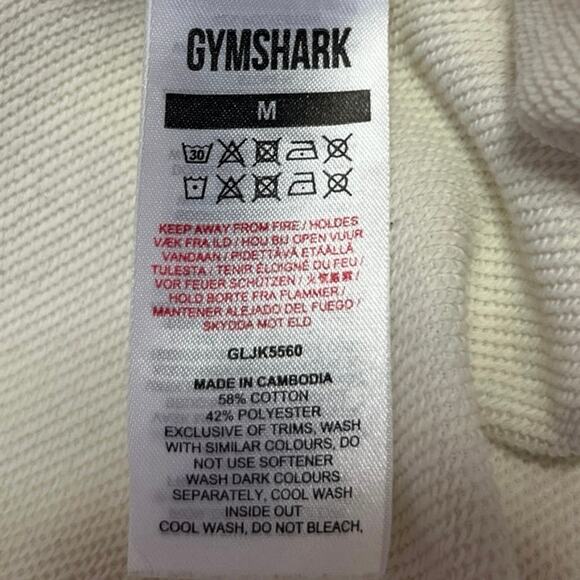 GYMSHARK
M
30
KEEP AWAY FROM FIRE / HOLDES
VÆK FRA ILD / HOU BIJ OPEN VUUR
VANDAAN / PIDETTÄVÄ ETÄÄLLÄ
TULESTA / TENIR ÉLOIGNÉ DU FEU /
VOR FEUER SCHÜTZEN /
HOLD BORTE FRA FLAMMER /
MANTENER ALEJADO DEL FUEGO /
SKYDDA MOT ELD
GLJK5560
MADE IN CAMBODIA
58% COTTON
42% POLYESTER
EXCLUSIVE OF TRIMS, WASH
WITH SIMILAR COLOURS, DO
NOT USE SOFTENER
WASH DARK COLOURS
SEPARATELY, COOL WASH
INSIDE OUT
COOL WASH, DO NOT BLEACH,